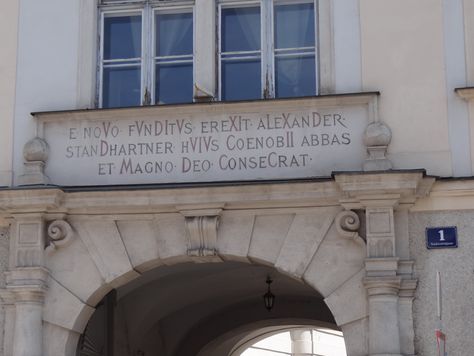 E NOVO FVNDITVS EREXIT · ALEXANDER
STANDHARTNER HVIVS COENOBII ABBAS
ET MAGNO · DEO CONSECRAT ·
1